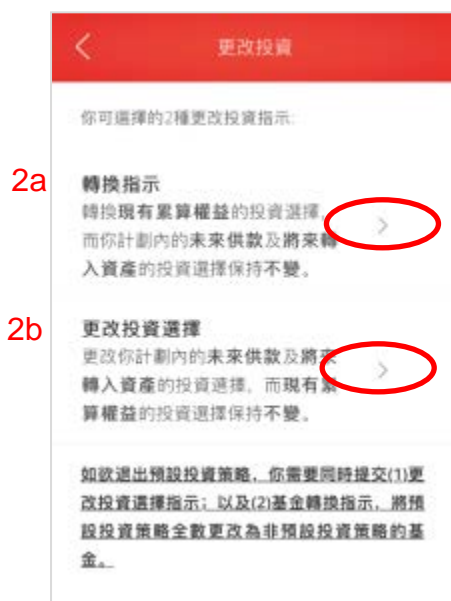 更改投資
你可選擇的2種更改投資指示:
2a
轉換指示
轉換現有累算權益的投資選擇,
而你計劃內的未來供款及將來轉
入資產的投資選擇保持不變。
2b
更改投資選擇
更改你計劃內的未來供款及將來
轉入資產的投資選擇, 而現有累
算權益的投資選擇保持不變。
如欲退出預設投資策略, 你需要同時提交(1)更
改投資選擇指示; 以及(2)基金轉換指示, 將預
設投資策略全數更改為非預設投資策略的基
金。